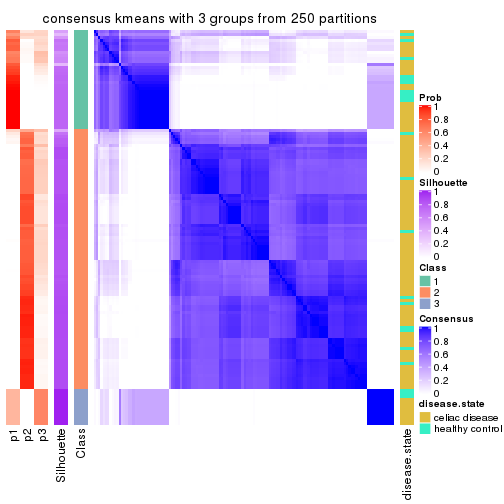 consensus kmeans with 3 groups from 250 partitions
Prob
1
0.8
0.6
0.4
0.2
0
Silhouette
1
0.8
0.6
0.4
0.2
0
Class
1
2
3
Consensus
1
0.8
0.6
0.4
0.2
0
disease.state
celiac disease
healthy control
p1
p2
p3
Silhouette
Class
disease.state